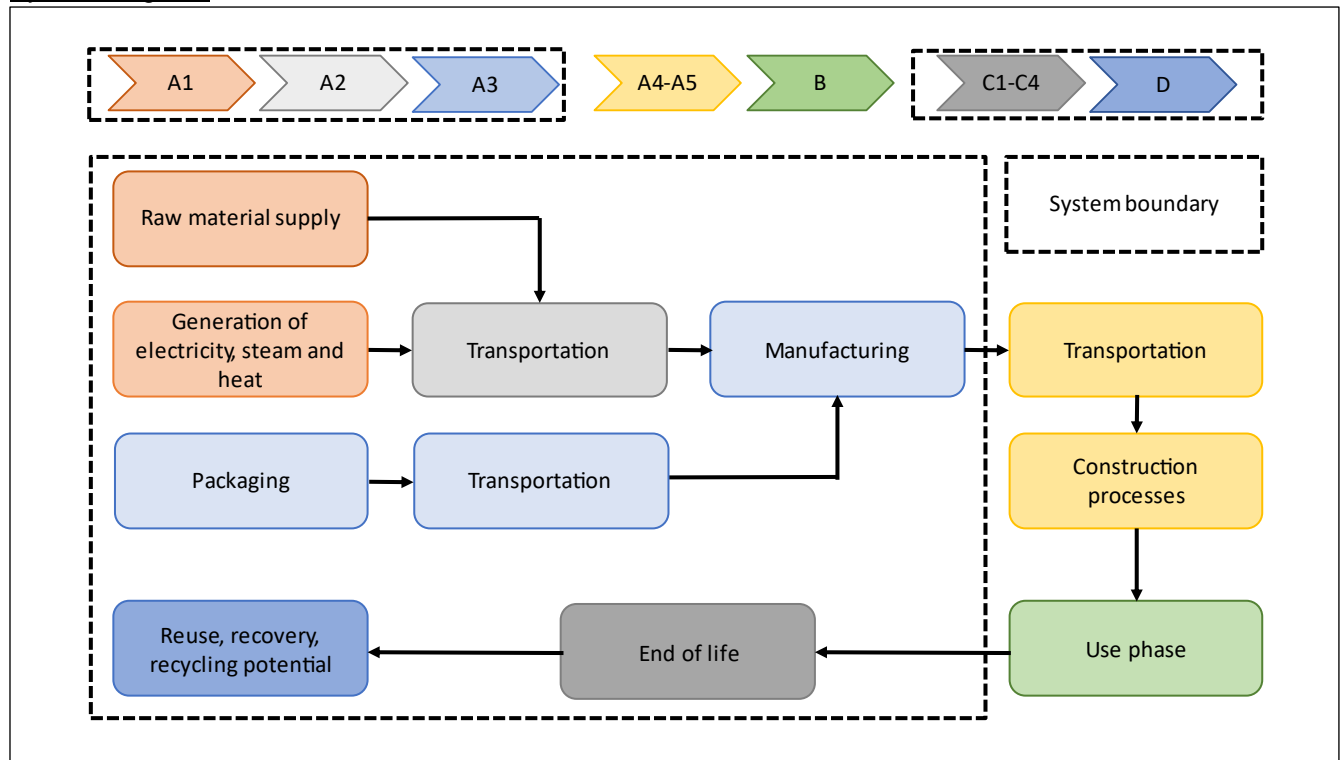 A1
A2
A3
A4-A5
B
C1-C4
D
Raw material supply
System boundary
Generation of
electricity, steam and
heat
Transportation
Manufacturing
Transportation
Packaging
Transportation
Construction
processes
Reuse, recovery,
recycling potential
End of life
Use phase